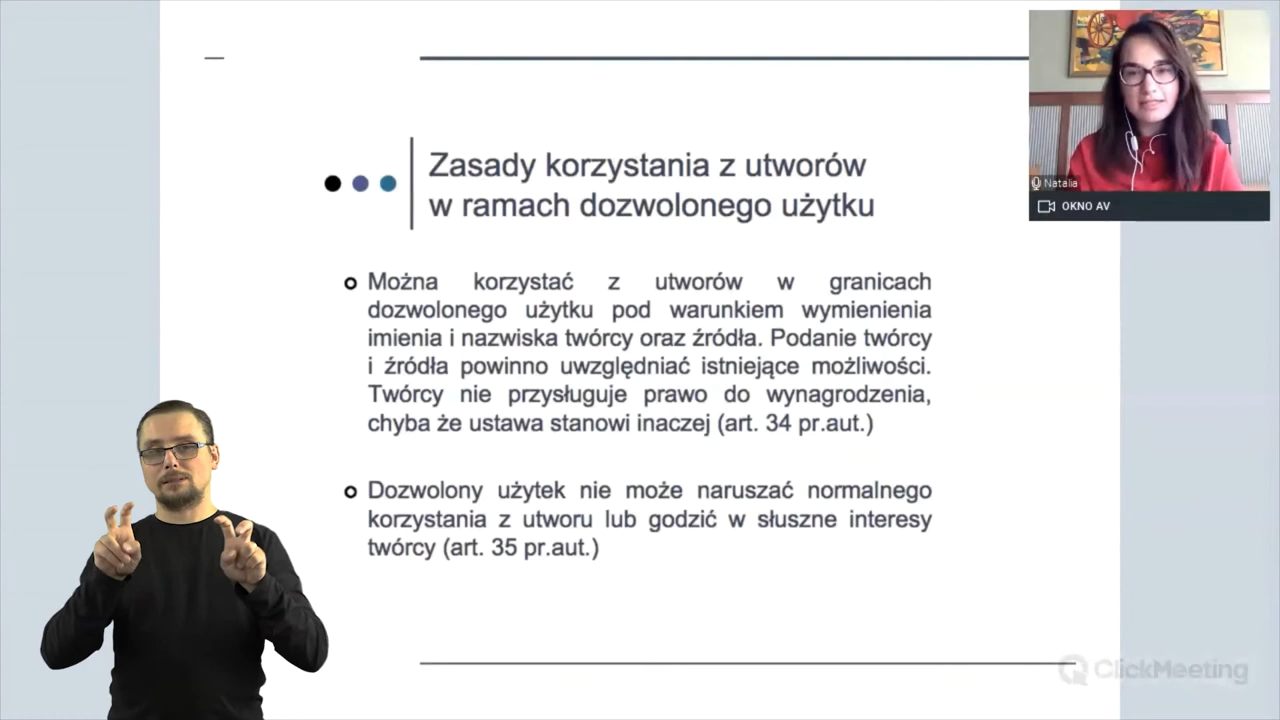 Zasady korzystania z utworów
w ramach dozwolonego użytku
Można korzystać z utworów w granicach
dozwolonego użytku pod warunkiem wymienienia
imienia i nazwiska twórcy oraz źródła. Podanie twórcy
i źródła powinno uwzględniać istniejące możliwości.
Twórcy nie przysługuje prawo do wynagrodzenia,
chyba że ustawa stanowi inaczej (art. 34 pr.aut.)
Dozwolony użytek nie może naruszać normalnego
korzystania z utworu lub godzić w słuszne interesy
twórcy (art. 35 pr.aut.)
Natalia
OKNO AV
ClickMeeting